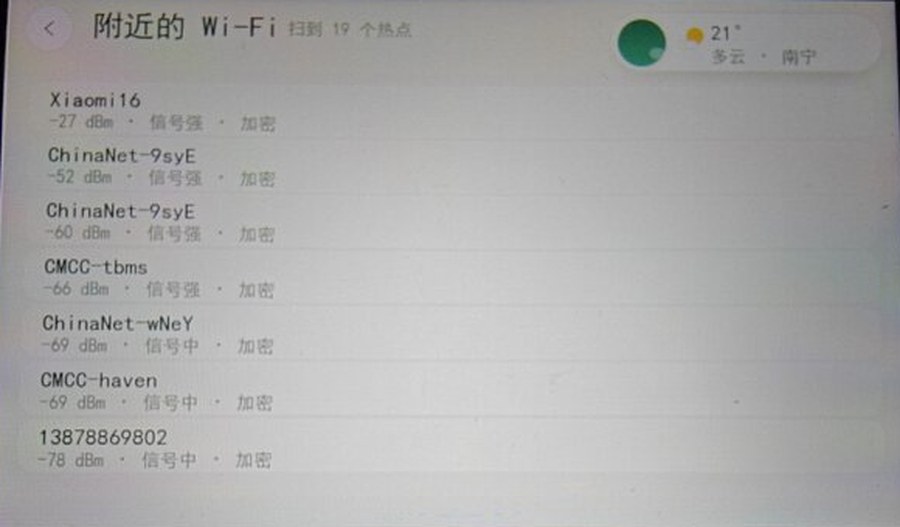 附近的 Wi-Fi 扫到 19 个热点
21°
多云 · 南宁
Xiaomi16
-27 dBm · 信号强 · 加密
ChinaNet-9syE
-52 dBm · 信号强 · 加密
ChinaNet-9syE
-60 dBm · 信号强 · 加密
CMCC-tbms
-66 dBm · 信号强 · 加密
ChinaNet-wNeY
-69 dBm · 信号中 · 加密
CMCC-haven
-69 dBm · 信号中 · 加密
13878869802
-78 dBm · 信号中 · 加密